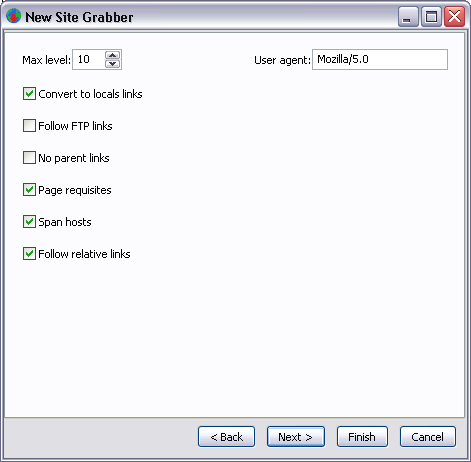 New Site Grabber
Max level: 10 User agent: Mozilla/5.0
Convert to locals links
Follow FTP links
No parent links
Page requisites
Span hosts
Follow relative links
< Back Next > Finish Cancel